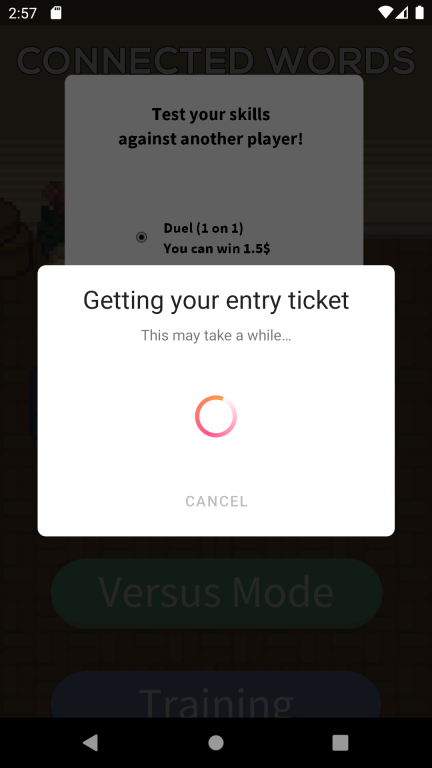 2:57
CONNECTED WORDS
Test your skills
against another player!
Duel (1 on 1)
You can win 1.5$
Getting your entry ticket
This may take a while...
CANCEL
Versus Mode
Training